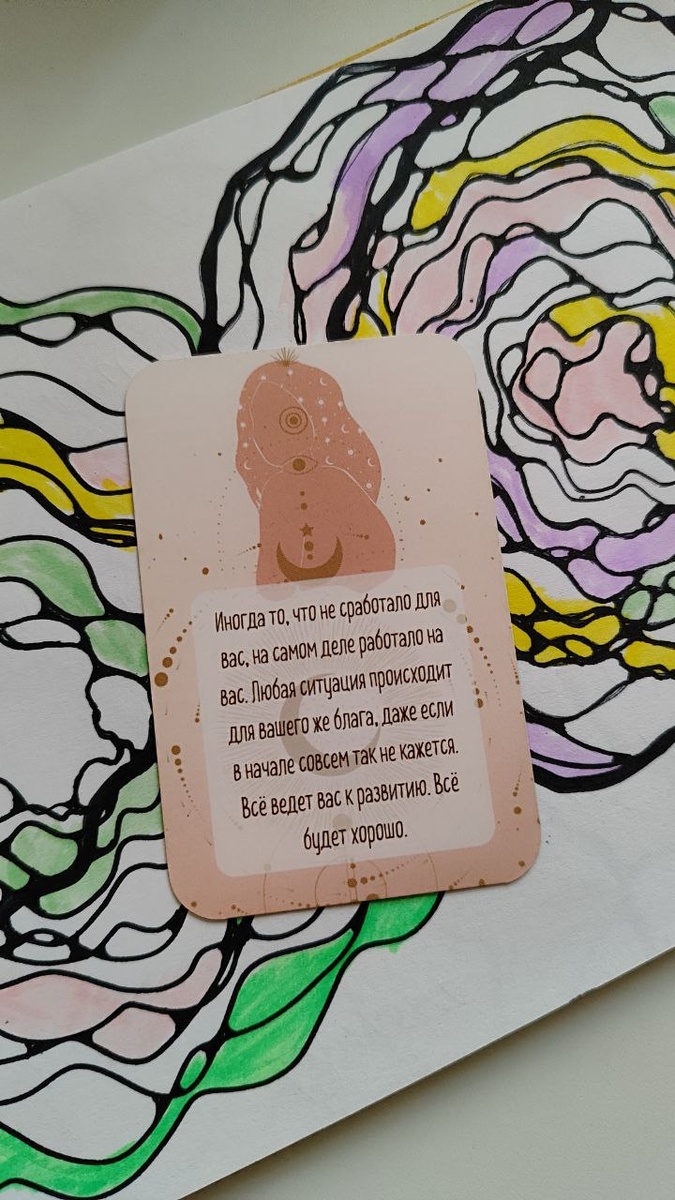 Иногда то, что не сработало для
вас, на самом деле работало на
вас. Любая ситуация происходит
для вашего же блага, даже если
в начале совсем так не кажется.
Всё ведет вас к развитию. Всё
будет хорошо.